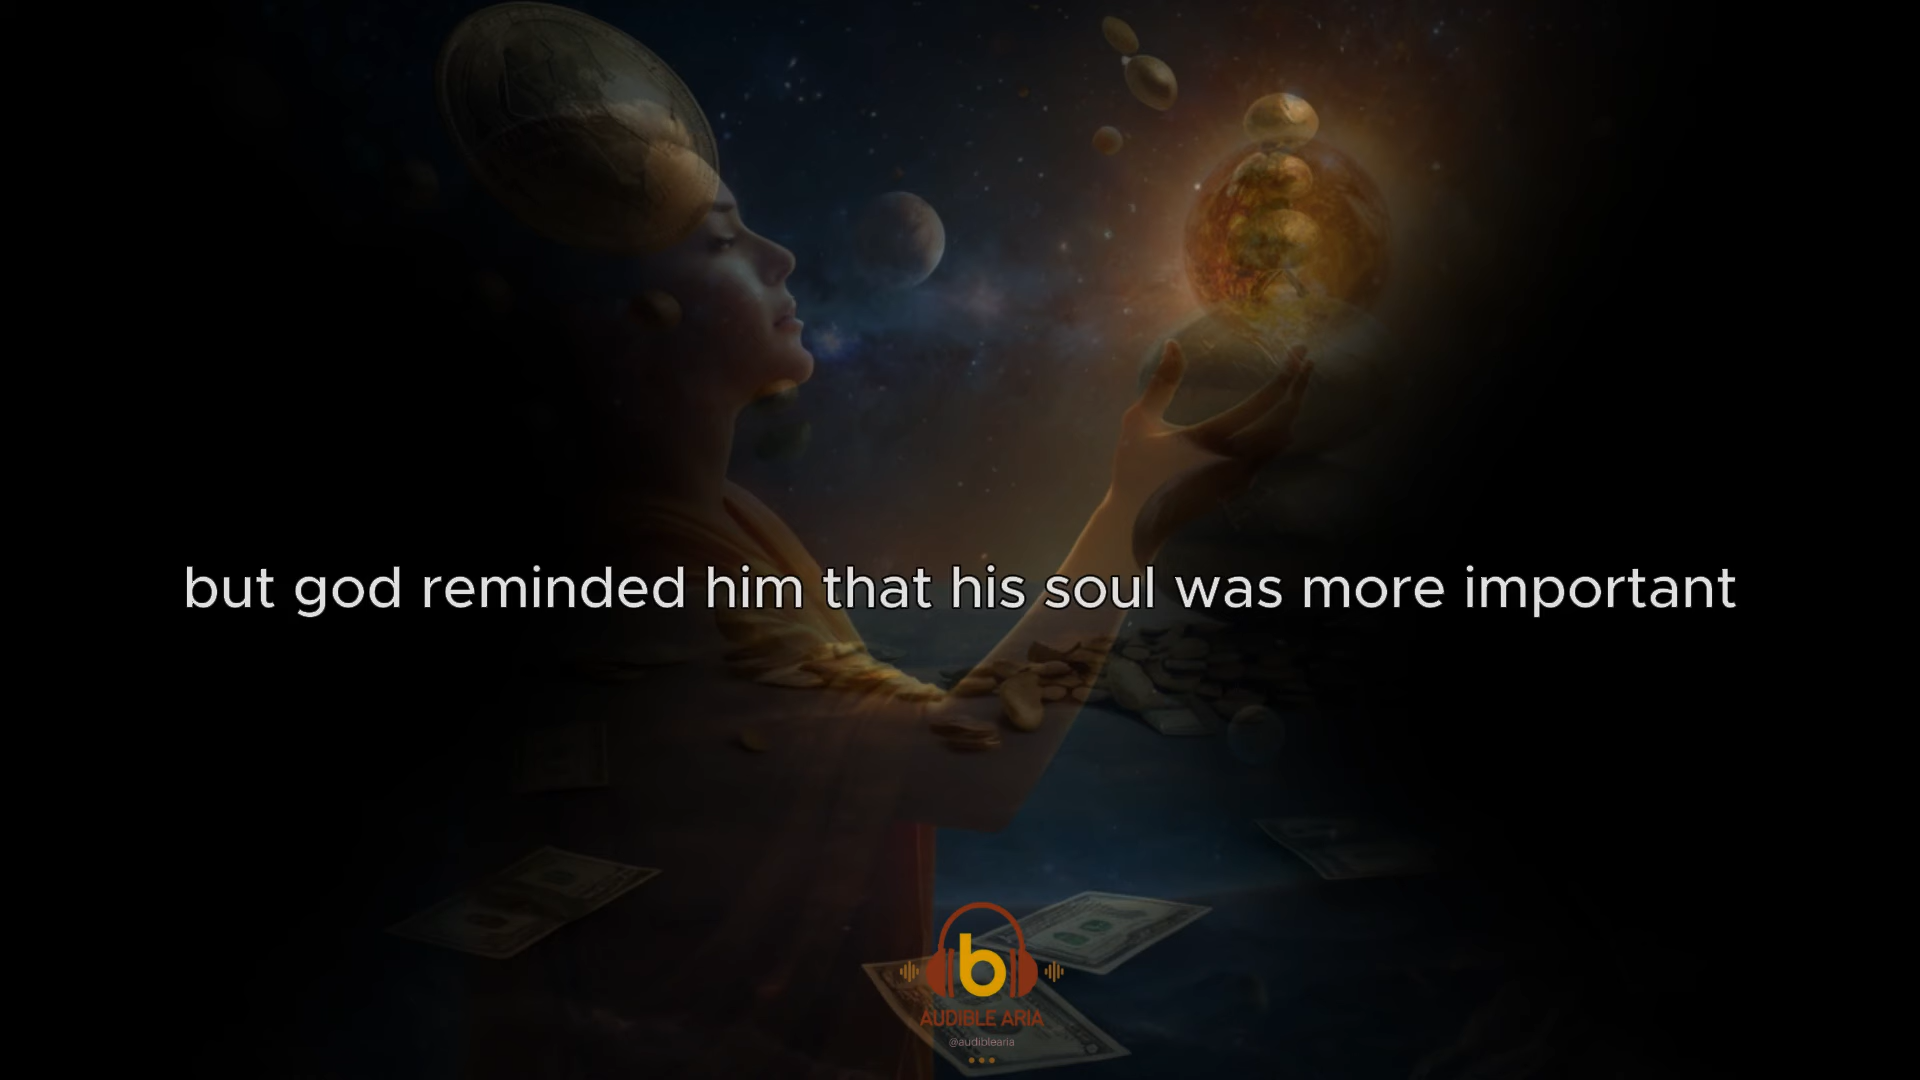 but god reminded him that his soul was more important
b
AUDIBLE ARIA
@audiblearia